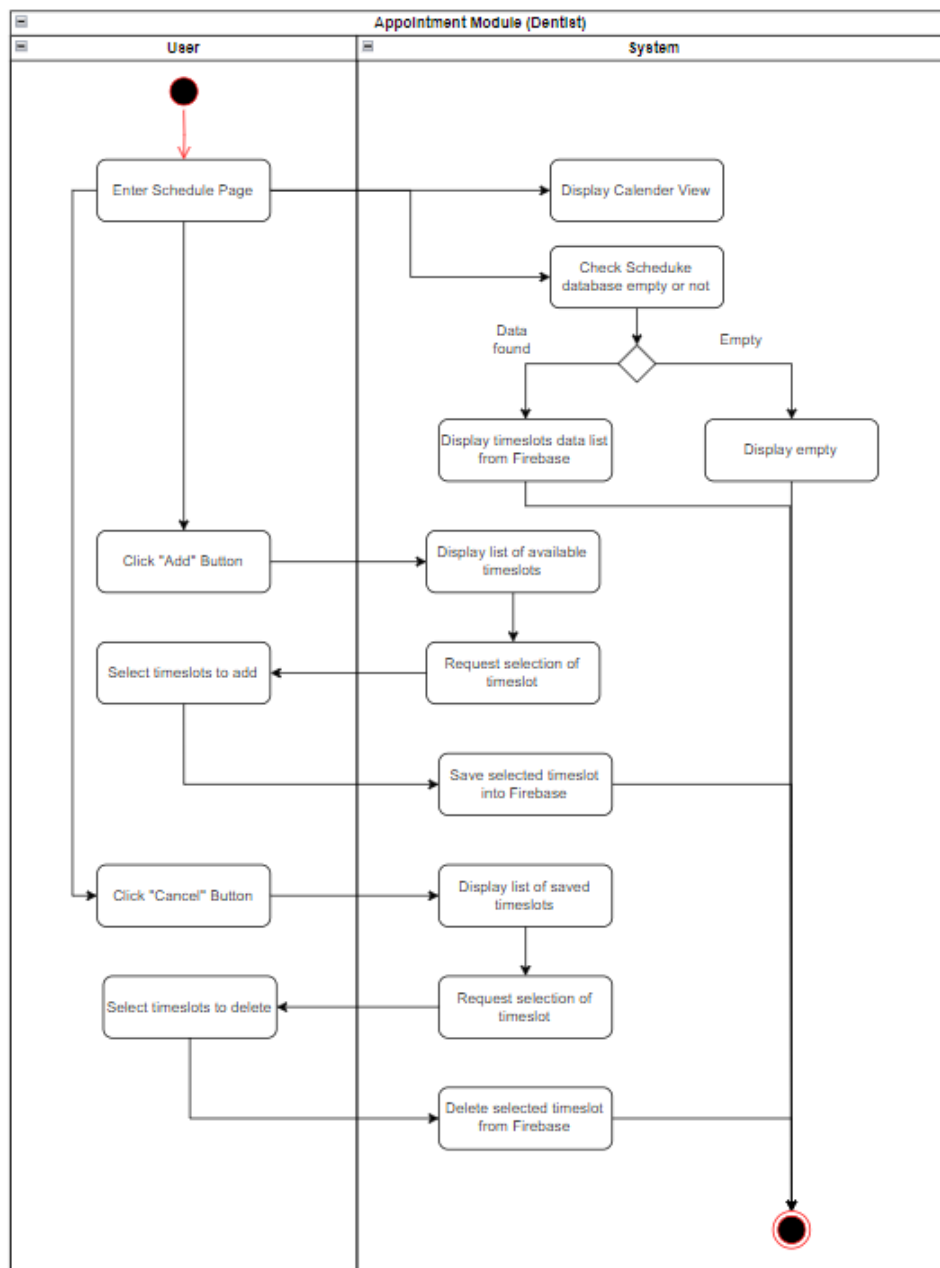 Appointment Module (Dentist)
User
System
Enter Schedule Page
Display Calender View
Check Scheduke
database empty or not
Data
found
Empty
Display timeslots data list
from Firebase
Display empty
Click "Add" Button
Display list of available
timeslots
Select timeslots to add
Request selection of
timeslot
Save selected timeslot
into Firebase
Click "Cancel" Button
Display list of saved
timeslots
Select timeslots to delete
Request selection of
timeslot
Delete selected timeslot
from Firebase